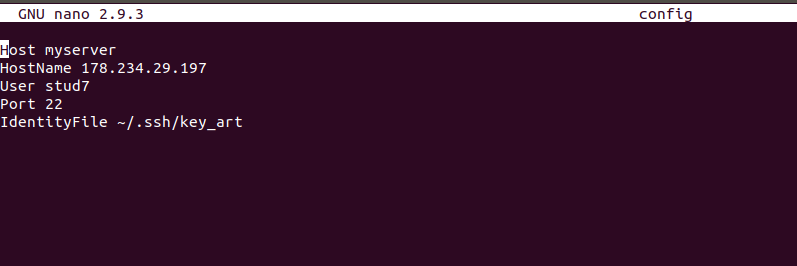 GNU nano 2.9.3 config
Host myserver
HostName 178.234.29.197
User stud7
Port 22
IdentityFile ~/.ssh/key_art